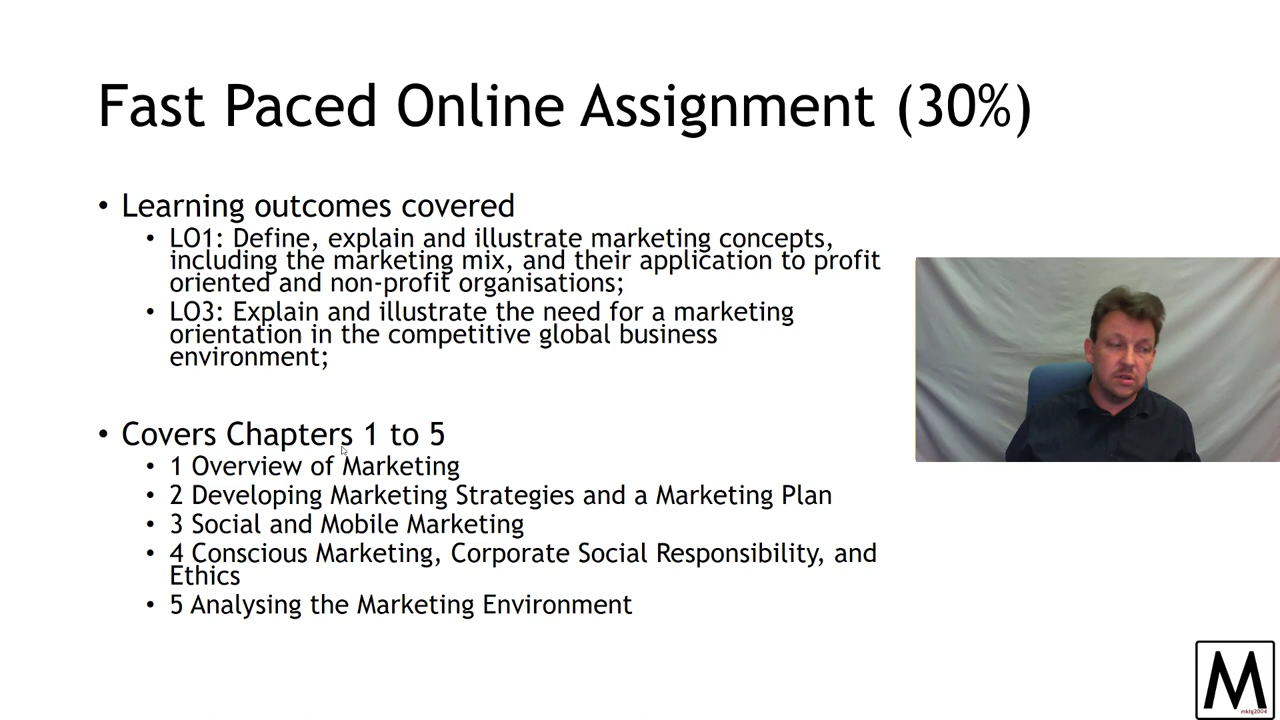 Fast Paced Online Assignment (30%)
• Learning outcomes covered
• LO1: Define, explain and illustrate marketing concepts,
including the marketing mix, and their application to profit
oriented and non-profit organisations;
• LO3: Explain and illustrate the need for a marketing
orientation in the competitive global business
environment;
• Covers Chapters 1 to 5
• 1 Overview of Marketing
• 2 Developing Marketing Strategies and a Marketing Plan
• 3 Social and Mobile Marketing
• 4 Conscious Marketing, Corporate Social Responsibility, and
Ethics
• 5 Analysing the Marketing Environment
M
mktg2004